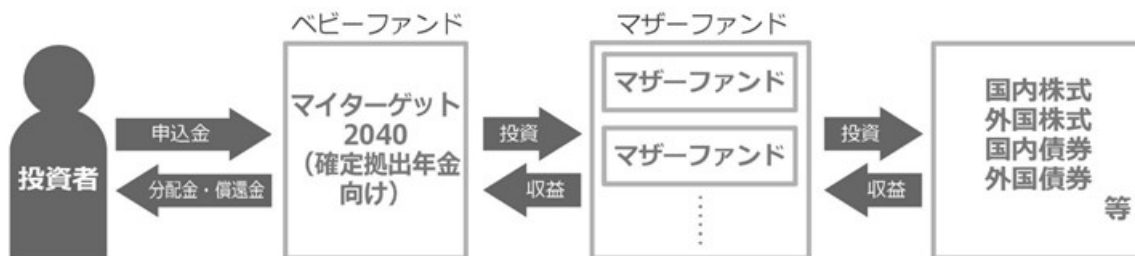 ベビーファンド
マザーファンド
投資者
申込金
分配金・償還金
マイターゲット
2040
（確定拠出年金
向け）
投資
収益
マザーファンド
マザーファンド
投資
収益
国内株式
外国株式
国内債券
外国債券
等